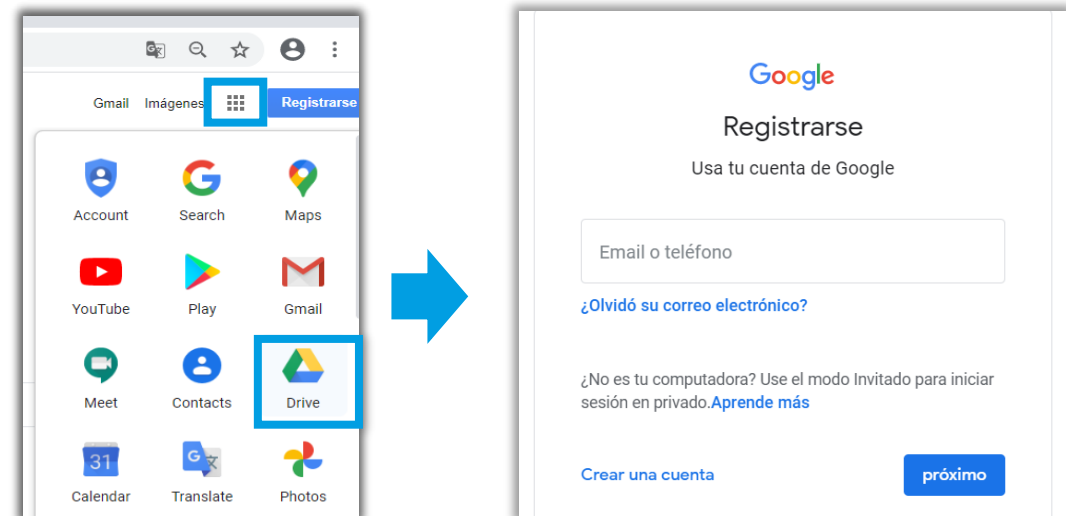 Gmail Imágenes Registrarse
Account Search Maps
YouTube Play Gmail
Meet Contacts Drive
31
G
Calendar Translate Photos
Google
Registrarse
Usa tu cuenta de Google
Email o teléfono
¿Olvidó su correo electrónico?
¿No es tu computadora? Use el modo Invitado para iniciar
sesión en privado.Aprende más
Crear una cuenta próximo